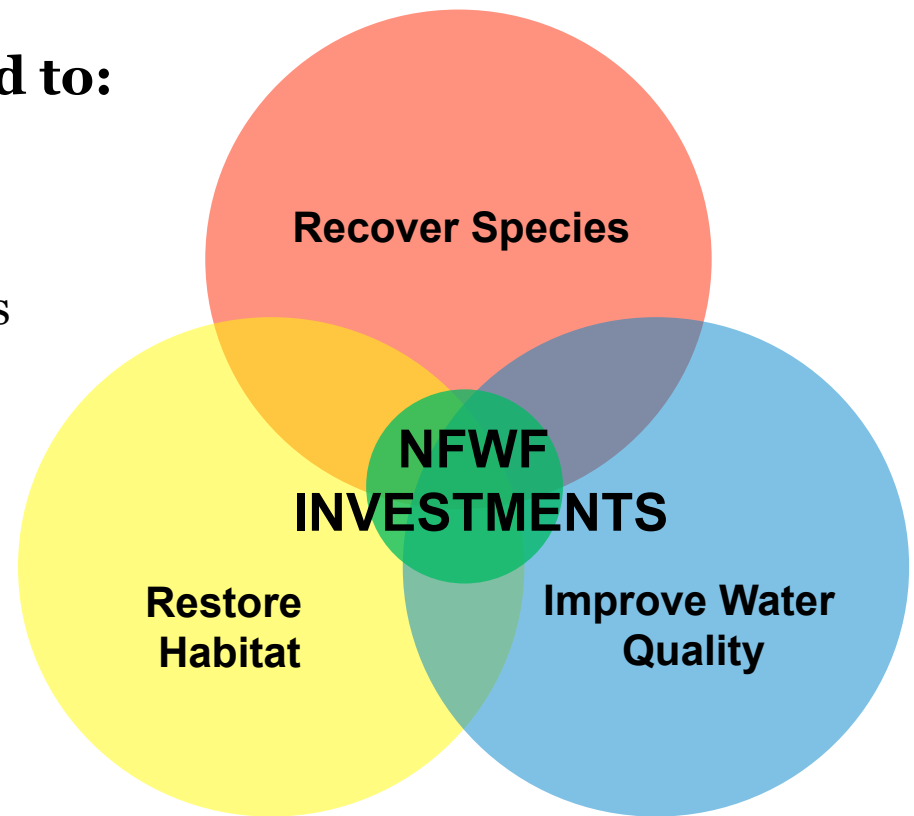 d to:
Recover Species
s
NFWF
INVESTMENTS
Restore
Habitat
Improve Water
Quality